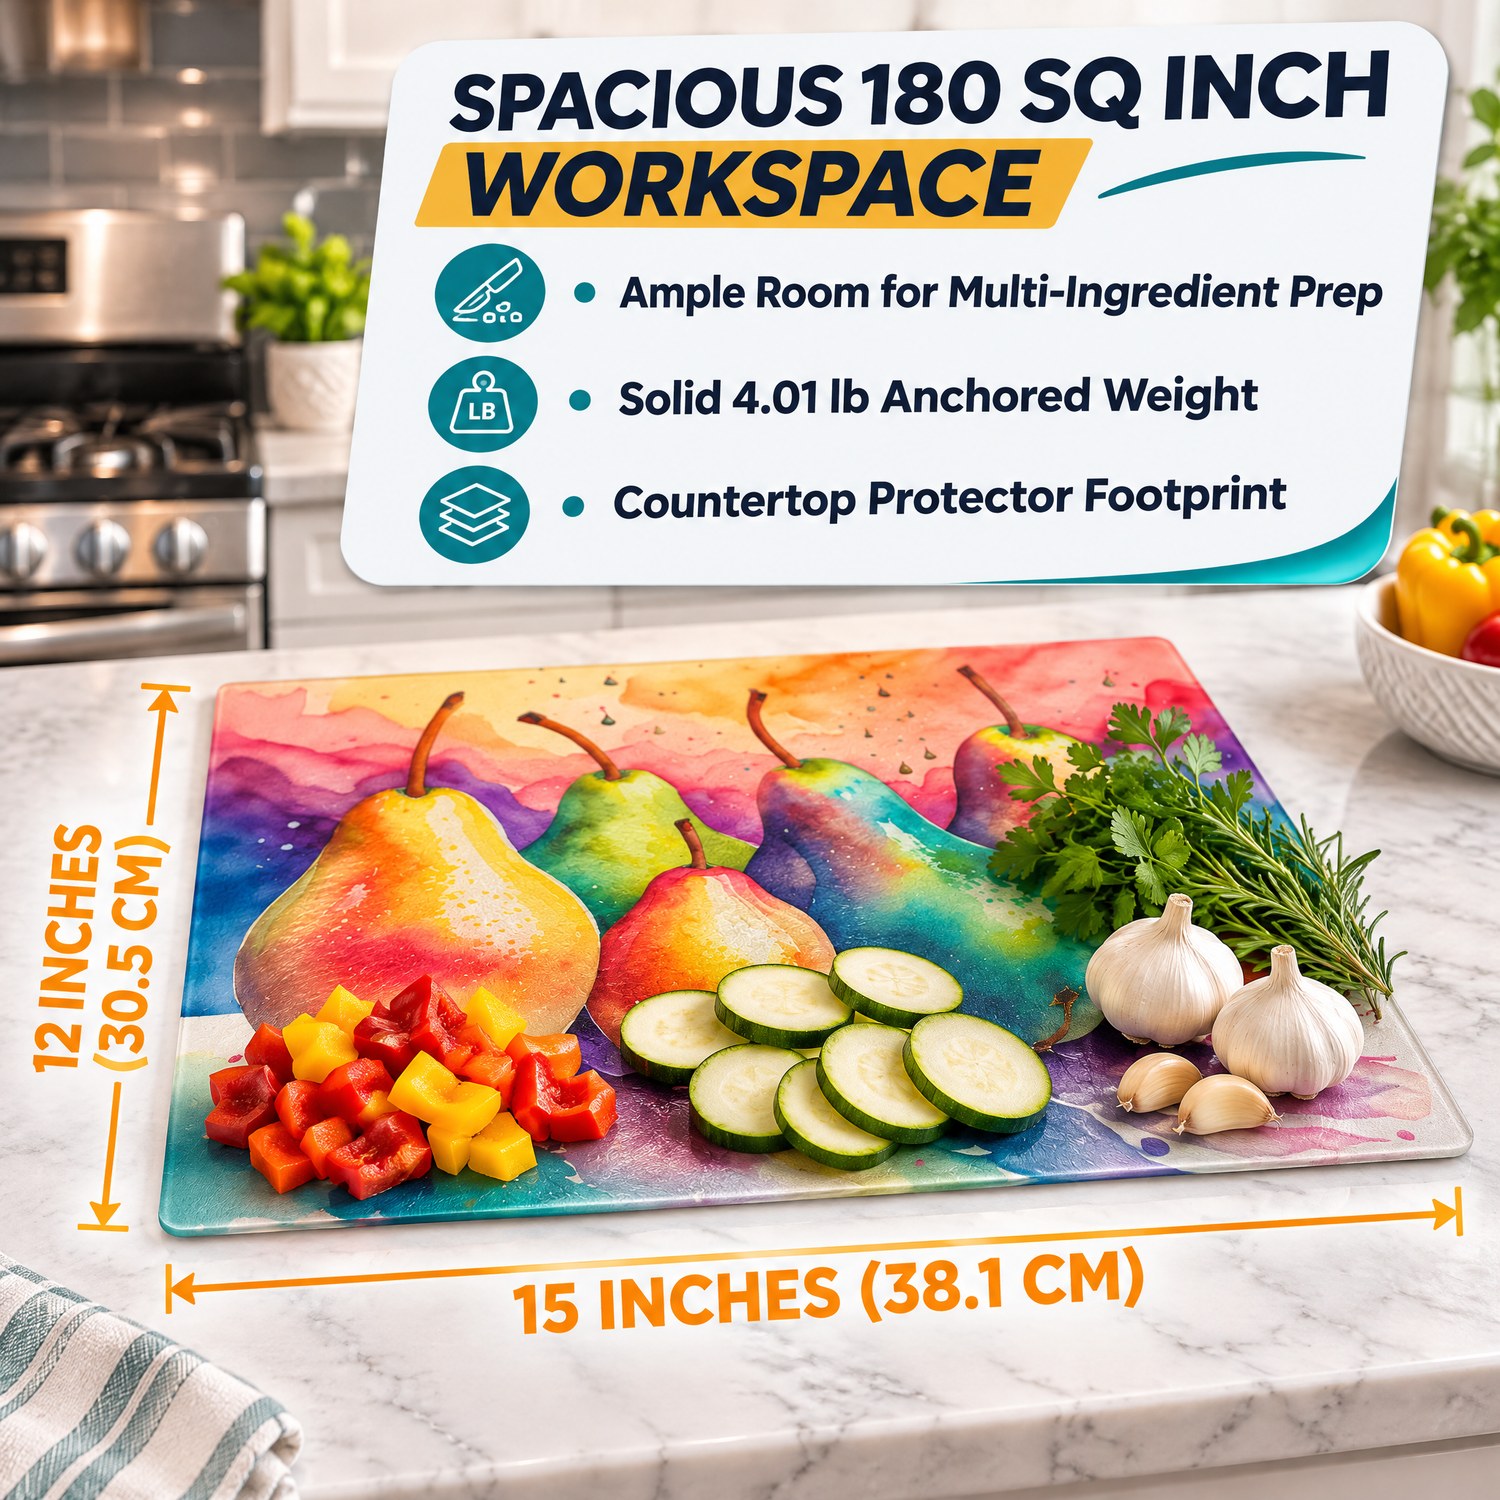 SPACIOUS 180 SQ INCH
WORKSPACE
• Ample Room for Multi-Ingredient Prep
LB
• Solid 4.01 lb Anchored Weight
• Countertop Protector Footprint
12 INCHES
(30.5 CM)
15 INCHES (38.1 CM)